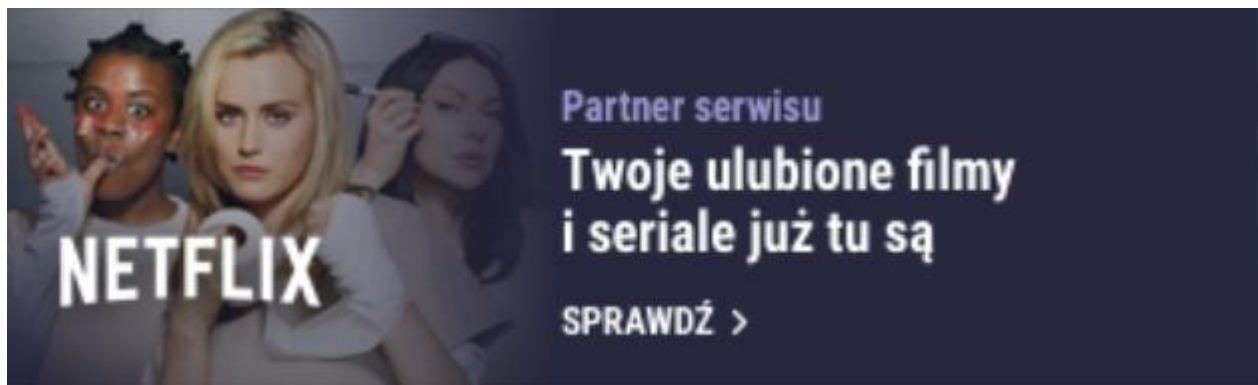 NETFLIX
Partner serwisu
Twoje ulubione filmy
i seriale już tu są
SPRAWDŹ >